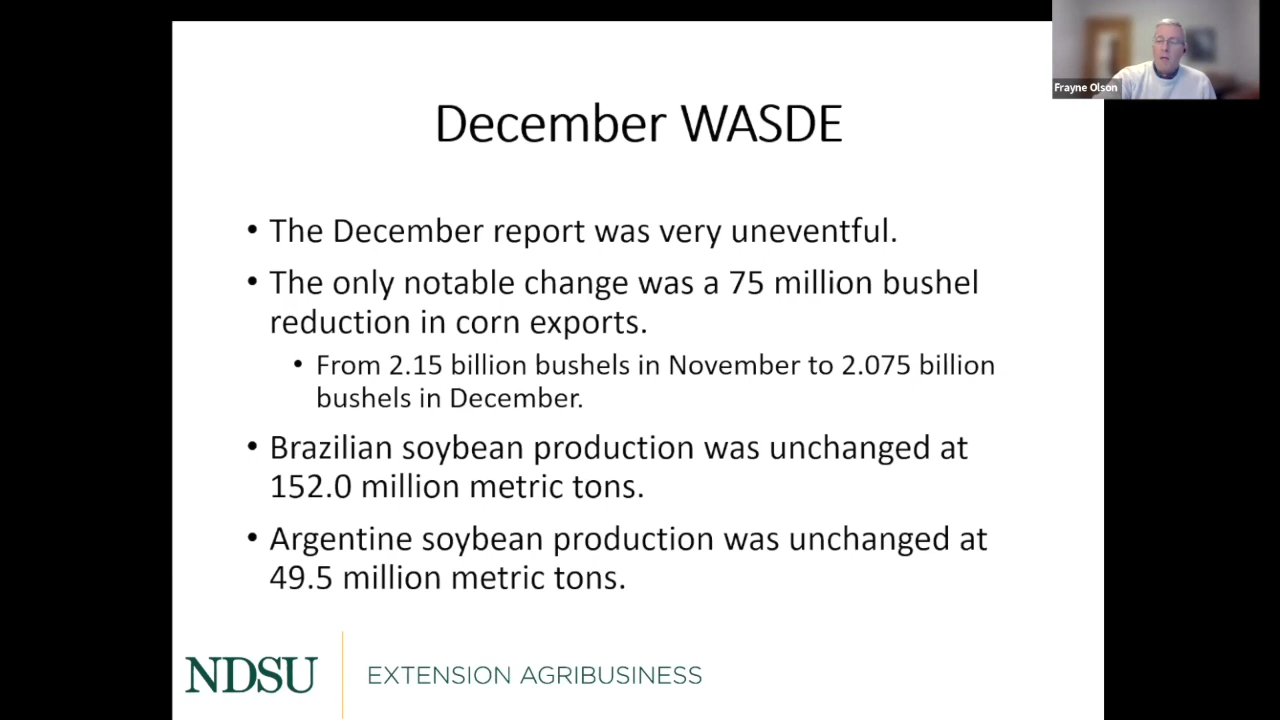 Frayne Olson
December WASDE
• The December report was very uneventful.
• The only notable change was a 75 million bushel
reduction in corn exports.
• From 2.15 billion bushels in November to 2.075 billion
bushels in December.
• Brazilian soybean production was unchanged at
152.0 million metric tons.
• Argentine soybean production was unchanged at
49.5 million metric tons.
NDSU EXTENSION AGRIBUSINESS